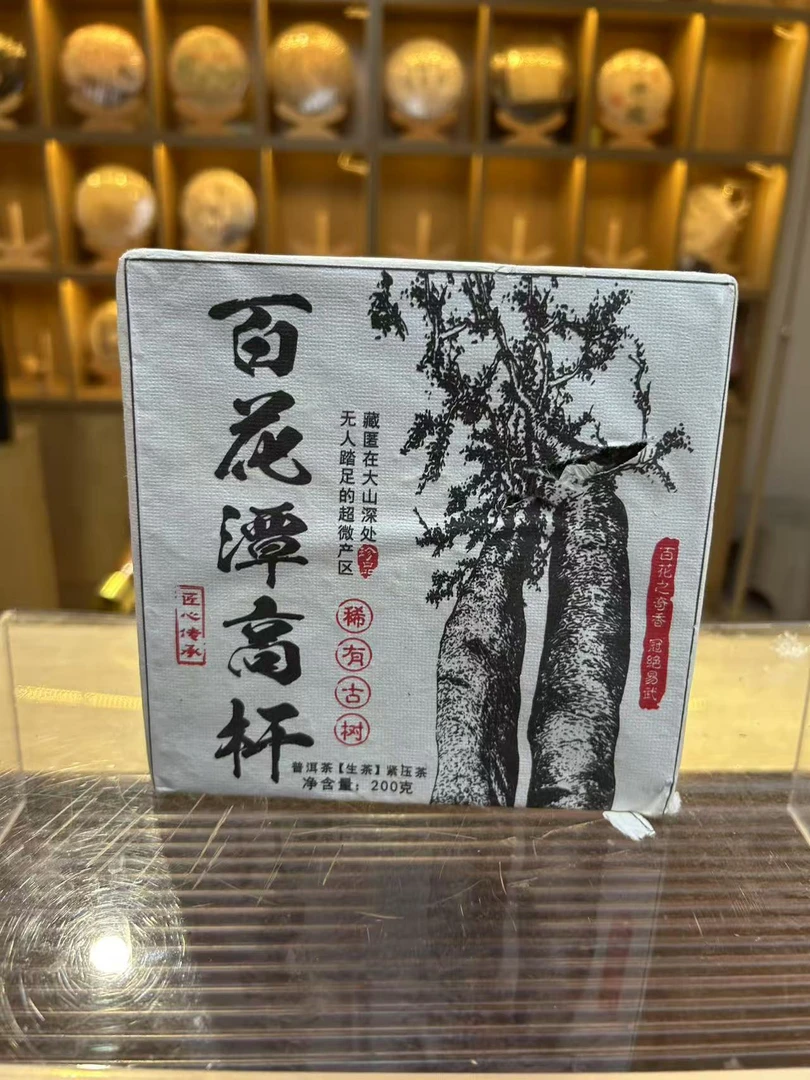 百花潭高杆
藏匿在大山深处
无人踏足的超微产区
珍品
稀有古树
匠心传承
百花之奇香 冠绝易武
普洱茶【生茶】紧压茶
净含量：200克